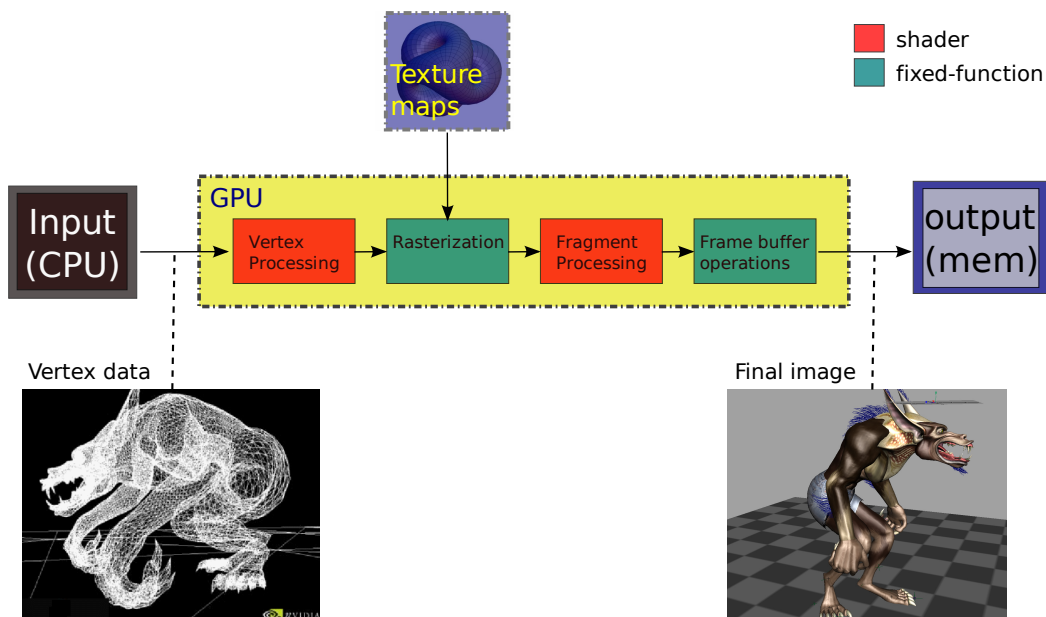 Texture
maps
shader
fixed-function
GPU
Input
(CPU)
Vertex
Processing
Rasterization
Fragment
Processing
Frame buffer
operations
output
(mem)
Vertex data
Final image
NVIDIA